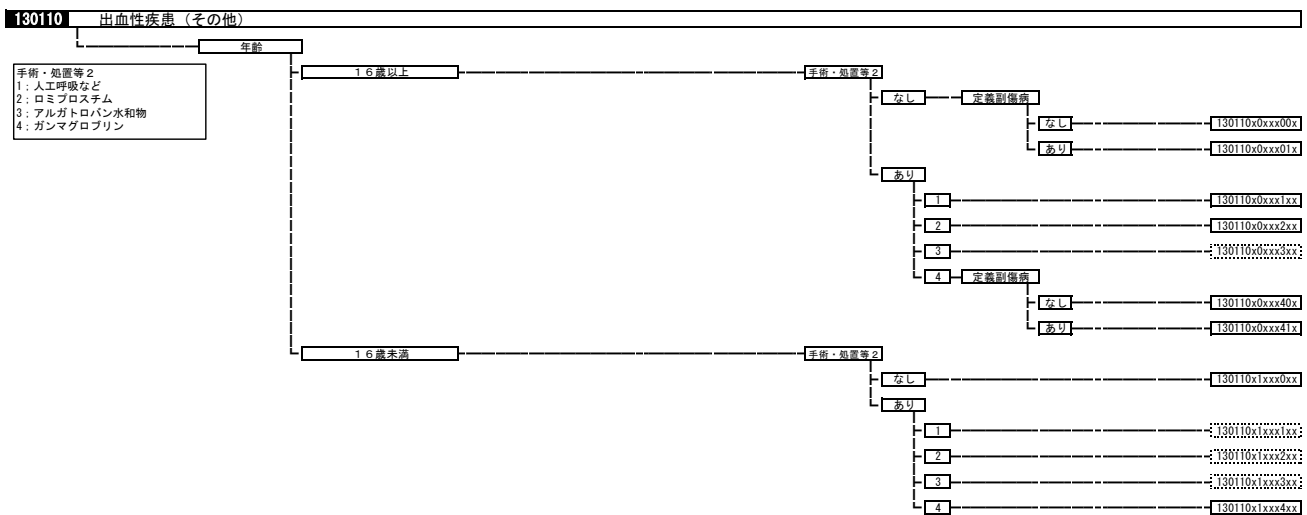 130110 出血性疾患（その他）
年齢
手術・処置等２
1；人工呼吸など
2；ロミプロスチム
3；アルガトロバン水和物
4；ガンマグロブリン
１６歳以上 手術・処置等２
なし 定義副傷病
なし 130110x0xxx00x
あり 130110x0xxx01x
あり
1 130110x0xxx1xx
2 130110x0xxx2xx
3 130110x0xxx3xx
4 定義副傷病
なし 130110x0xxx40x
あり 130110x0xxx41x
１６歳未満 手術・処置等２
なし 130110x1xxx0xx
あり
1 130110x1xxx1xx
2 130110x1xxx2xx
3 130110x1xxx3xx
4 130110x1xxx4xx